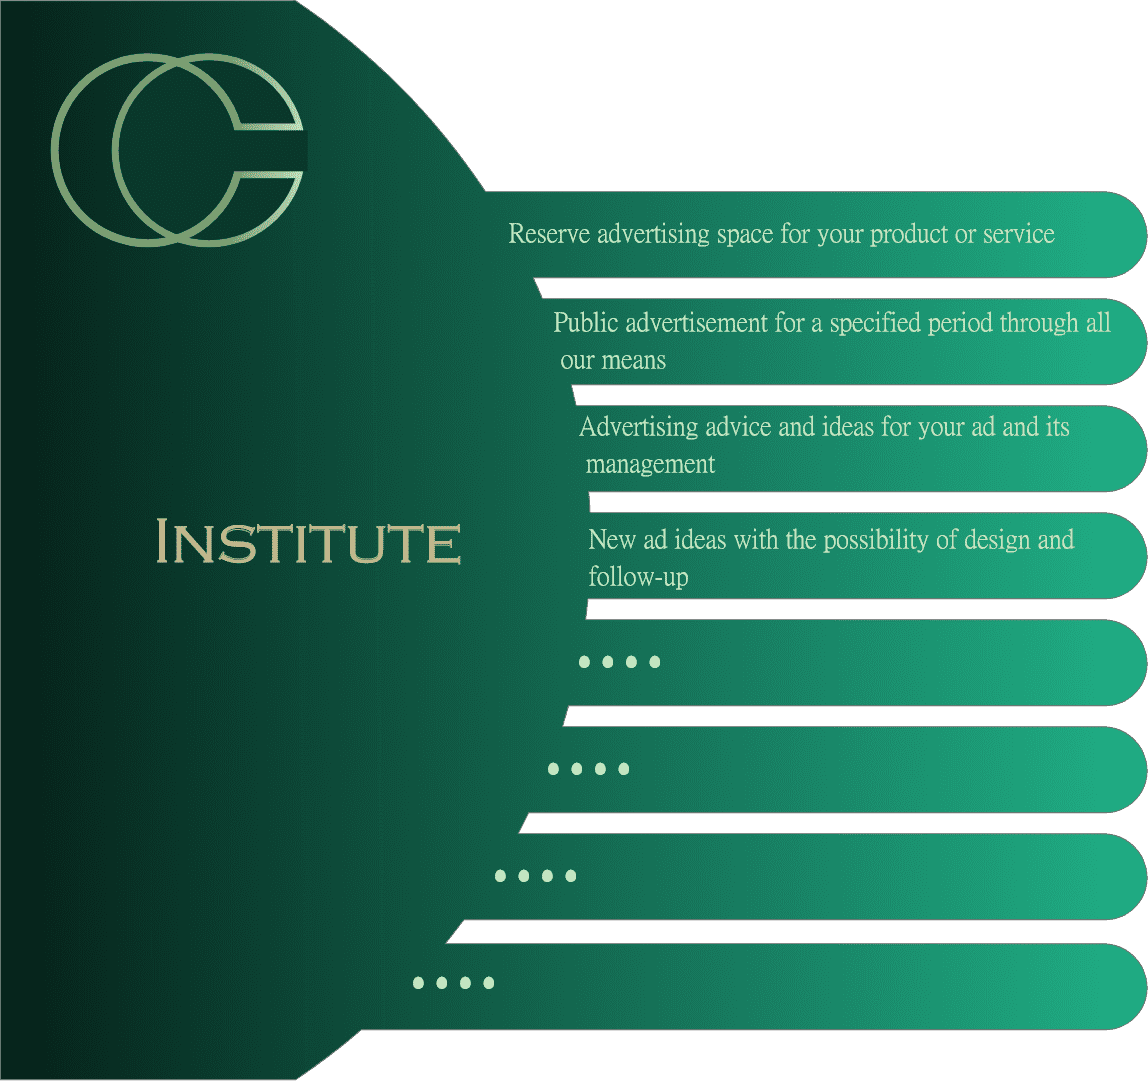 INSTITUTE
Reserve advertising space for your product or service
Public advertisement for a specified period through all
our means
Advertising advice and ideas for your ad and its
management
New ad ideas with the possibility of design and
follow-up
• • • •
• • • •
• • • •
• • • •